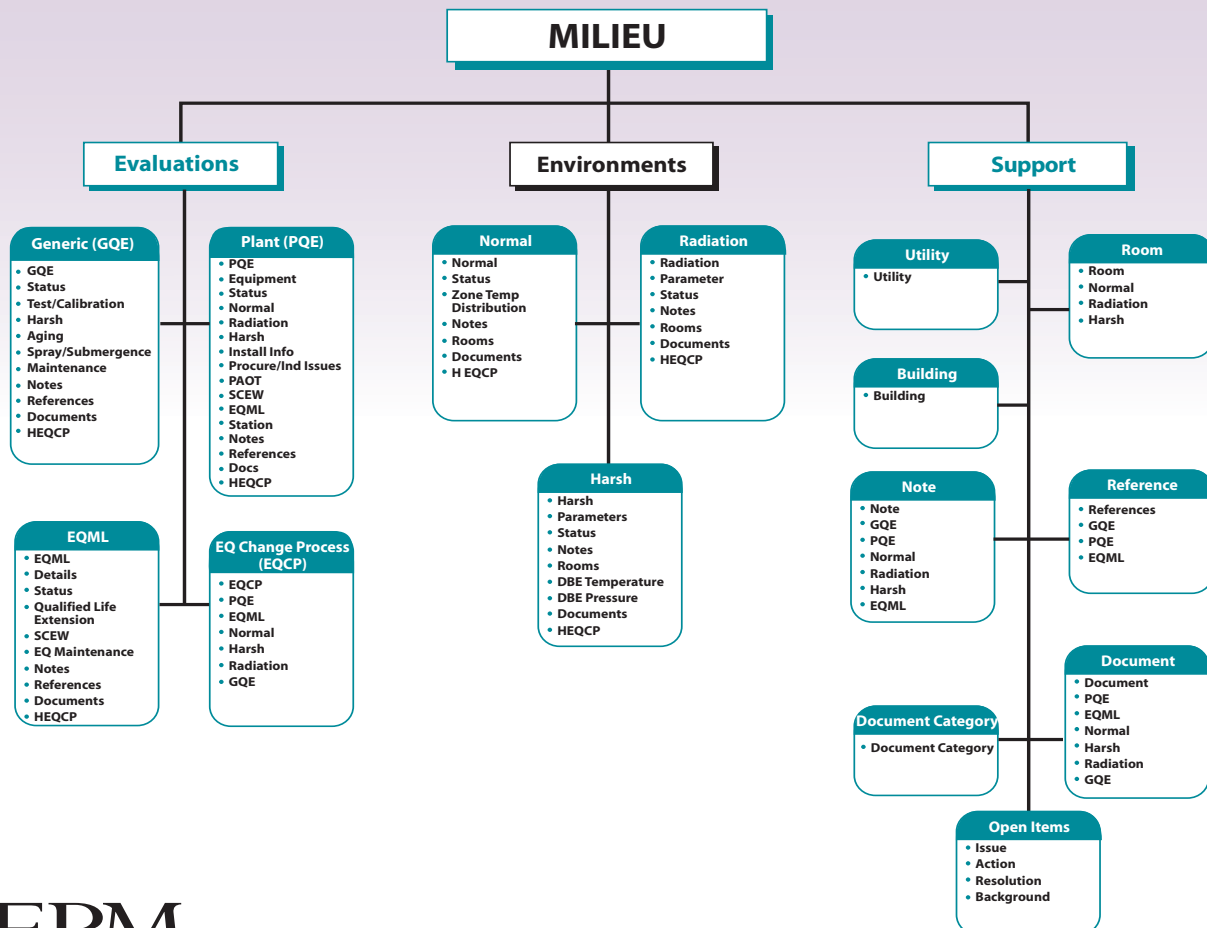 MILIEU
Evaluations
Generic (GQE)
• GQE
• Status
• Test/Calibration
• Harsh
• Aging
• Spray/Submergence
• Maintenance
• Notes
• References
• Documents
• HEQCP
Plant (PQE)
• PQE
• Equipment
• Status
• Normal
• Radiation
• Harsh
• Install Info
• Procure/Ind Issues
• PAOT
• SCEW
• EQML
• Station
• Notes
• References
• Docs
• HEQCP
EQML
• EQML
• Details
• Status
• Qualified Life
Extension
• SCEW
• EQ Maintenance
• Notes
• References
• Documents
• HEQCP
EQ Change Process
(EQCP)
• EQCP
• PQE
• EQML
• Normal
• Harsh
• Radiation
• GQE
Environments
Normal
• Normal
• Status
• Zone Temp
Distribution
• Notes
• Rooms
• Documents
• H EQCP
Radiation
• Radiation
• Parameter
• Status
• Notes
• Rooms
• Documents
• HEQCP
Harsh
• Harsh
• Parameters
• Status
• Notes
• Rooms
• DBE Temperature
• DBE Pressure
• Documents
• HEQCP
Support
Utility
• Utility
Room
• Room
• Normal
• Radiation
• Harsh
Building
• Building
Note
• Note
• GQE
• PQE
• Normal
• Radiation
• Harsh
• EQML
Reference
• References
• GQE
• PQE
• EQML
Document Category
• Document Category
Document
• Document
• PQE
• EQML
• Normal
• Harsh
• Radiation
• GQE
Open Items
• Issue
• Action
• Resolution
• Background
EPM